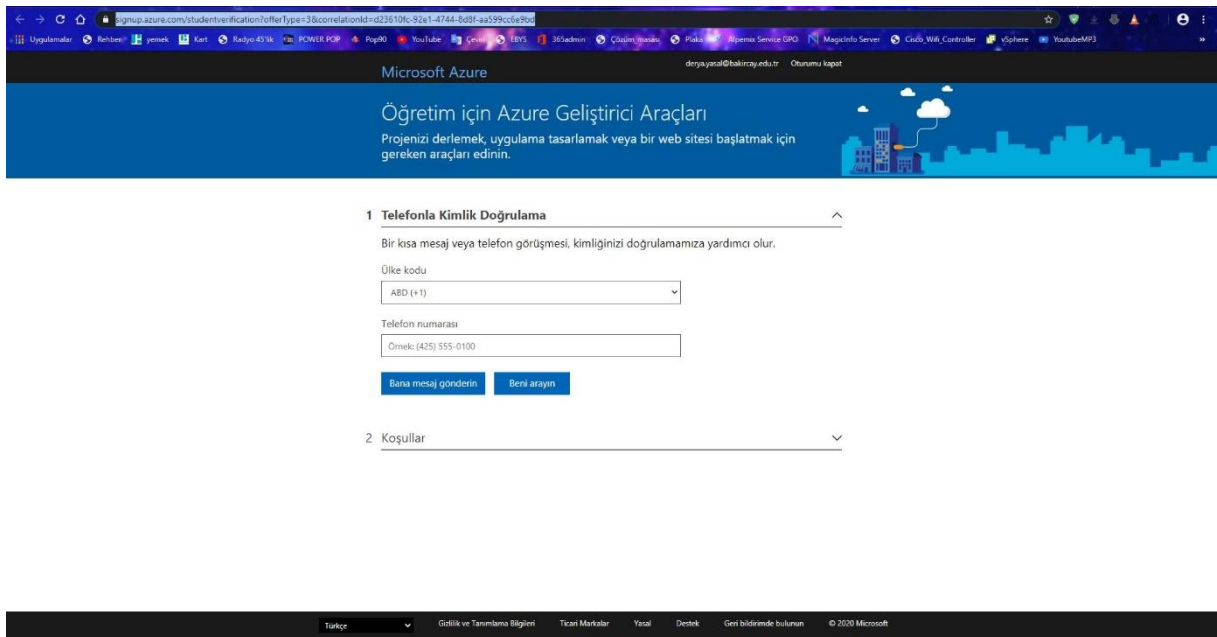 signup.azure.com/studentverification?offerType=3&correlationId=d23610fc-92e1-4744-8d8f-aa599cc6e9bd
Uygulamalar Rehber yemek Kart Radyo 45'lik POWER POP Pop90 YouTube Çeviri EBYS 365admin Çözüm_masası Plaka Alpemix Service GPO MagicInfo Server Cisco_Wifi_Controller vSphere YoutubeMP3 »
Microsoft Azure
derya.yasal@bakircay.edu.tr Oturumu kapat
Öğretim için Azure Geliştirici Araçları
Projenizi derlemek, uygulama tasarlamak veya bir web sitesi başlatmak için
gereken araçları edinin.
1 Telefonla Kimlik Doğrulama
Bir kısa mesaj veya telefon görüşmesi, kimliğinizi doğrulamamıza yardımcı olur.
Ülke kodu
ABD (+1)
Telefon numarası
Örnek: (425) 555-0100
Bana mesaj gönderin Beni arayın
2 Koşullar
Türkçe Gizlilik ve Tanımlama Bilgileri Ticari Markalar Yasal Destek Geri bildirimde bulunun © 2020 Microsoft